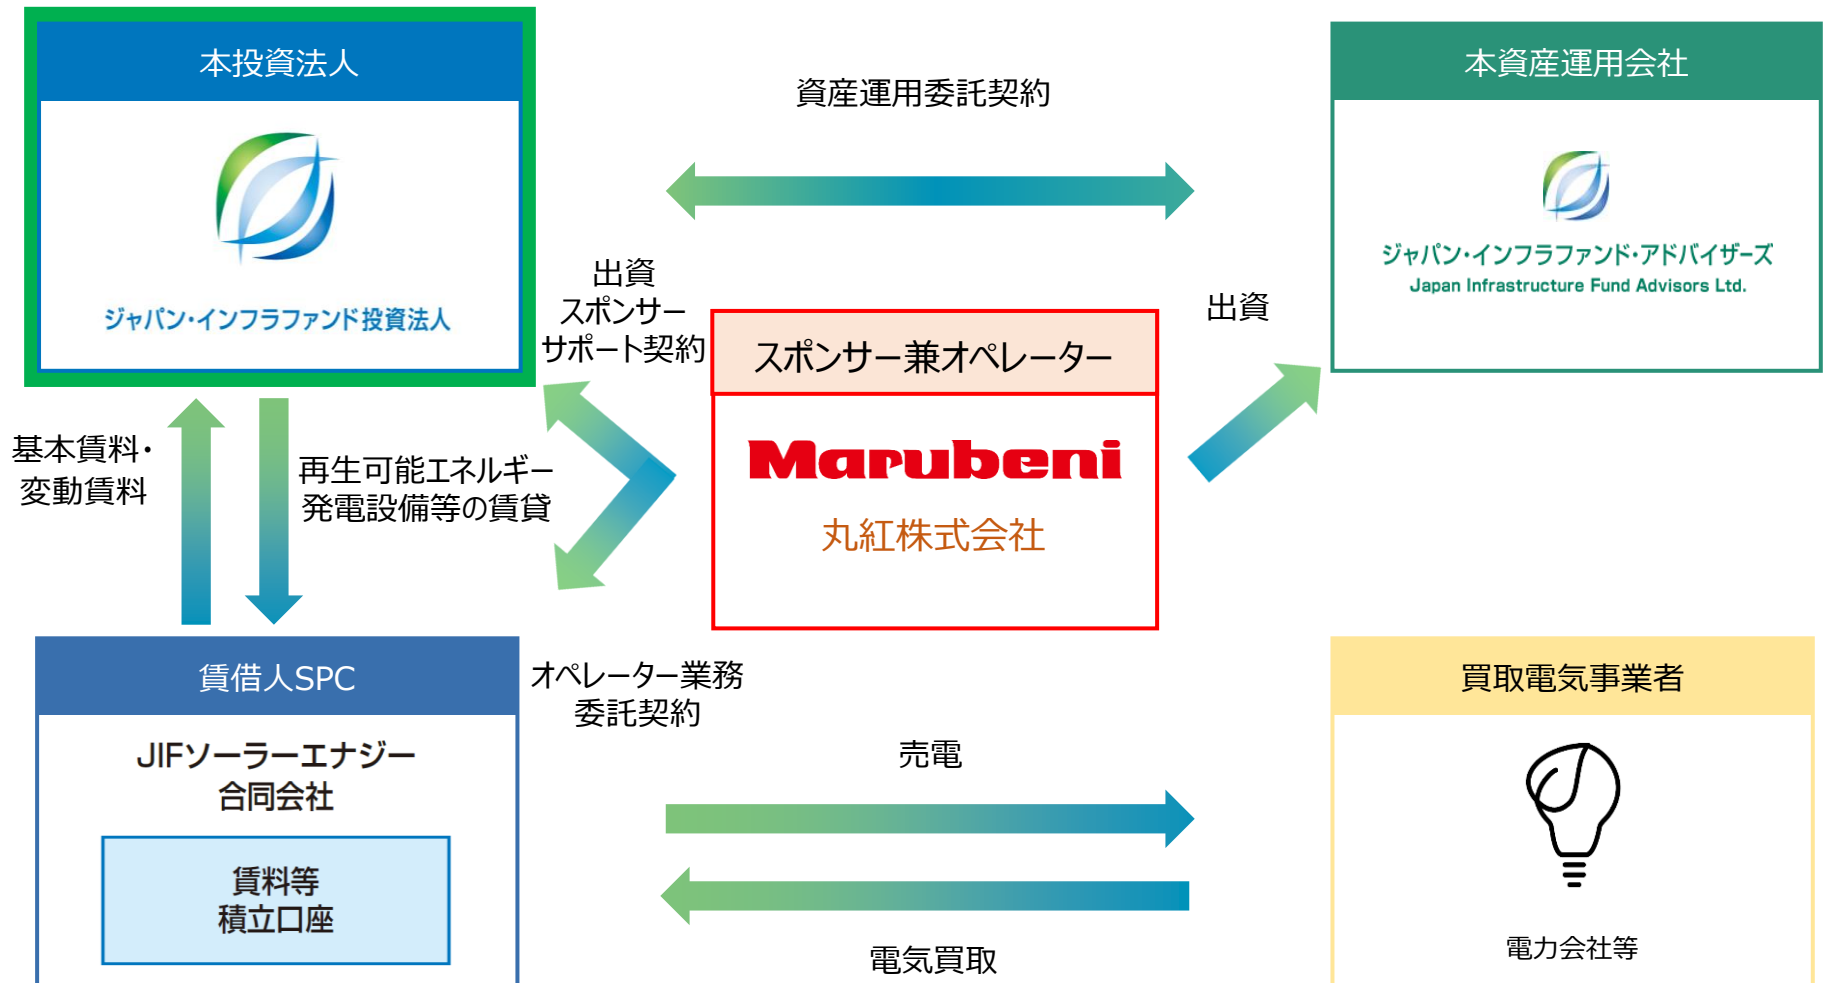 本投資法人
ジャパン・インフラファンド投資法人
資産運用委託契約
本資産運用会社
ジャパン・インフラファンド・アドバイザーズ
Japan Infrastructure Fund Advisors Ltd.
出資
スポンサー
サポート契約
出資
スポンサー兼オペレーター
Marubeni
丸紅株式会社
基本賃料・
変動賃料
再生可能エネルギー
発電設備等の賃貸
賃借人SPC
JIFソーラーエナジー
合同会社
賃料等
積立口座
オペレーター業務
委託契約
売電
電気買取
買取電気事業者
電力会社等